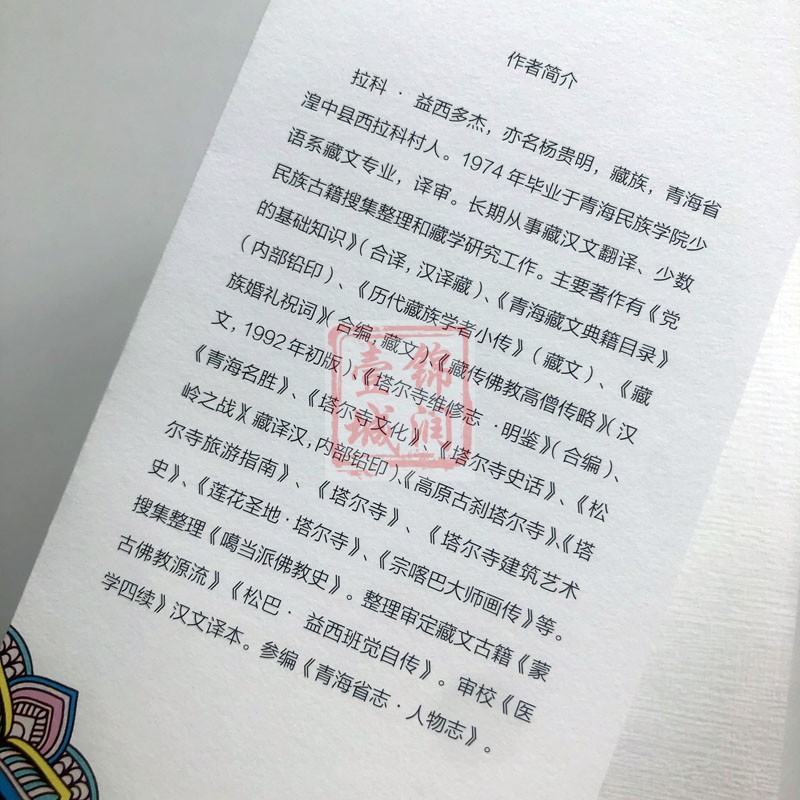 作者简介
拉科·益西多杰，亦名杨贵明，藏族，青海省
湟中县西拉科村人。1974年毕业于青海民族学院少
语系藏文专业，译审。长期从事藏汉文翻译、少数
民族古籍搜集整理和藏学研究工作。主要著作有《党
的基础知识》（合译，汉译藏）、《青海藏文典籍目录》
（内部铅印）、《历代藏族学者小传》（藏文）、《藏
族婚礼祝词》（合编，藏文）、《藏传佛教高僧传略》（汉
文，1992年初版）、《塔尔寺维修志·明鉴》（合编）、
《青海名胜》、《塔尔寺文化》、《塔尔寺史话》、《松
岭之战》（藏译汉，内部铅印）、《高原古刹塔尔寺》、《塔
尔寺旅游指南》、《塔尔寺》、《塔尔寺建筑艺术
史》、《莲花圣地·塔尔寺》、《宗喀巴大师画传》等。
搜集整理《噶当派佛教史》。整理审定藏文古籍《蒙
古佛教源流》《松巴·益西班觉自传》。审校《医
学四续》汉文译本。参编《青海省志·人物志》。
锦润
壹城